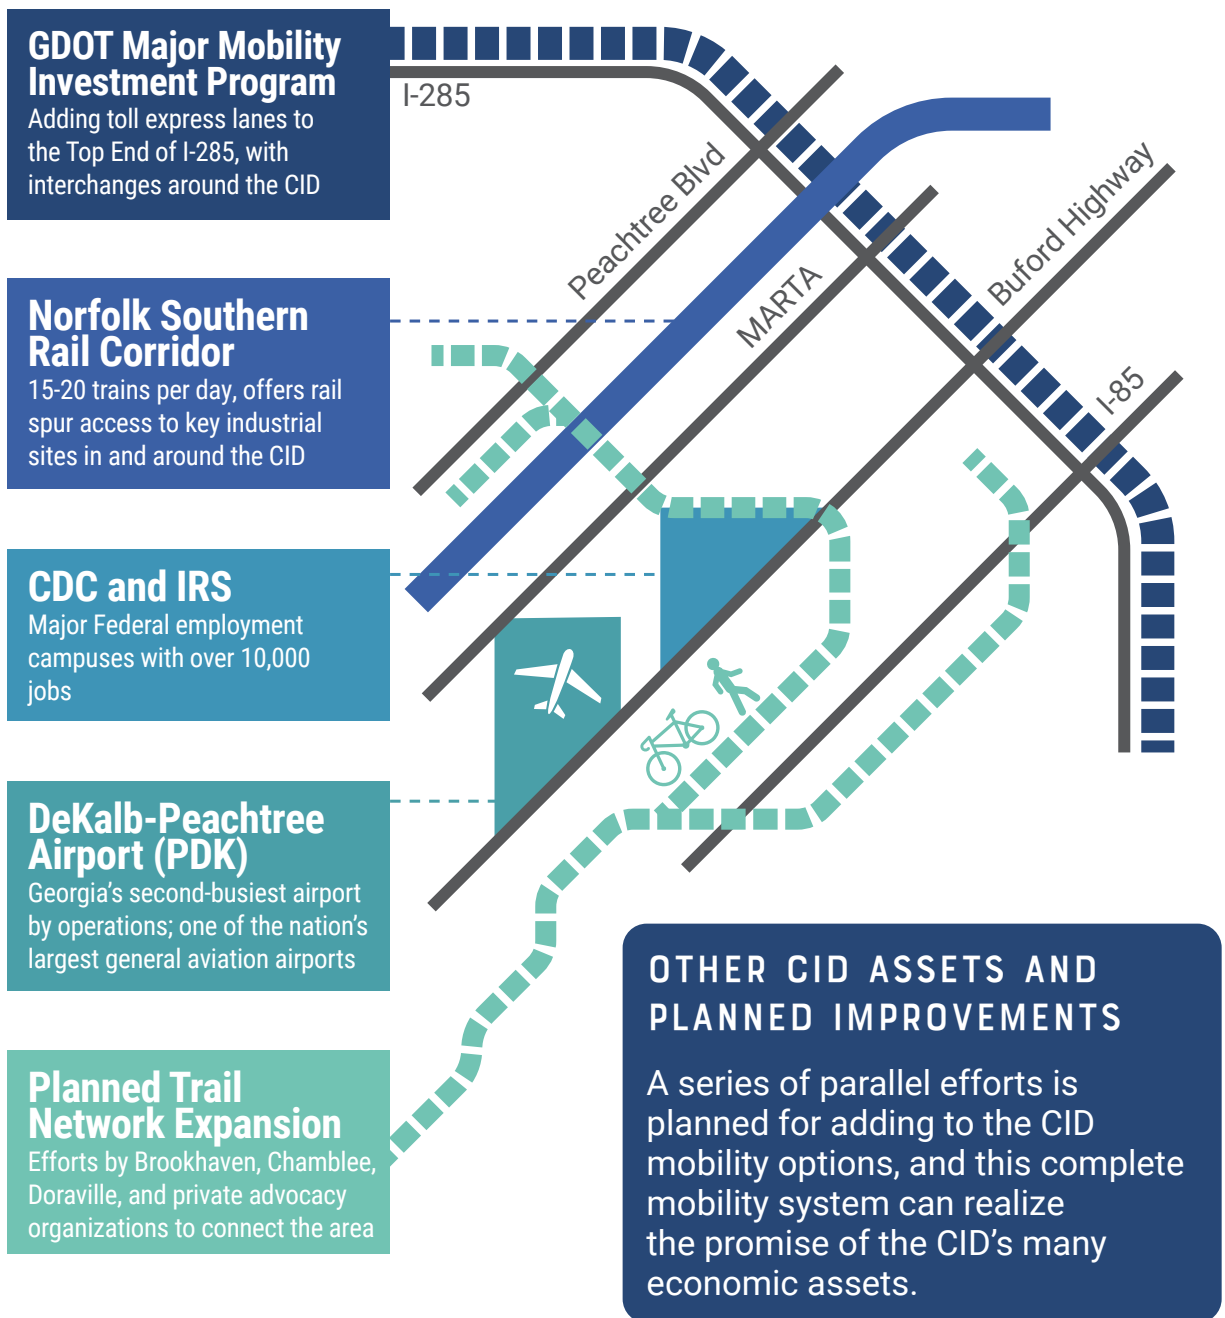 GDOT Major Mobility
Investment Program
Adding toll express lanes to
the Top End of I-285, with
interchanges around the CID
I-285
Peachtree Blvd
MARTA
Buford Highway
I-85
Norfolk Southern
Rail Corridor
15-20 trains per day, offers rail
spur access to key industrial
sites in and around the CID
CDC and IRS
Major Federal employment
campuses with over 10,000
jobs
DeKalb-Peachtree
Airport (PDK)
Georgia’s second-busiest airport
by operations; one of the nation’s
largest general aviation airports
Planned Trail
Network Expansion
Efforts by Brookhaven, Chamblee,
Doraville, and private advocacy
organizations to connect the area
OTHER CID ASSETS AND
PLANNED IMPROVEMENTS
A series of parallel efforts is
planned for adding to the CID
mobility options, and this complete
mobility system can realize
the promise of the CID’s many
economic assets.